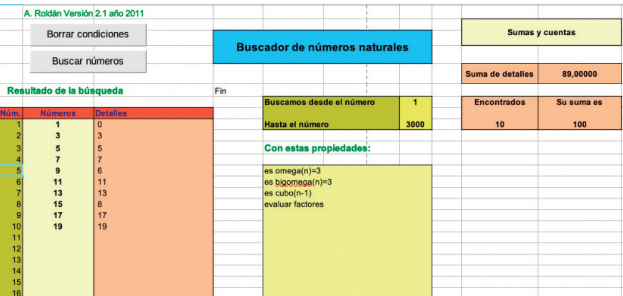 A. Roldán Versión 2.1 año 2011
Borrar condiciones
Buscar números
Buscador de números naturales
Sumas y cuentas
Suma de detalles 89,00000
Resultado de la búsqueda Fin
Buscamos desde el número 1
Hasta el número 3000
Encontrados Su suma es
10 100
Núm. Números Detalles
1 1 0
2 3 3
3 5 5
4 7 7
5 9 6
6 11 11
7 13 13
8 15 8
9 17 17
10 19 19
11
12
13
14
15
16
Con estas propiedades:
es omega(n)=3
es bigomega(n)=3
es cubo(n-1)
evaluar factores